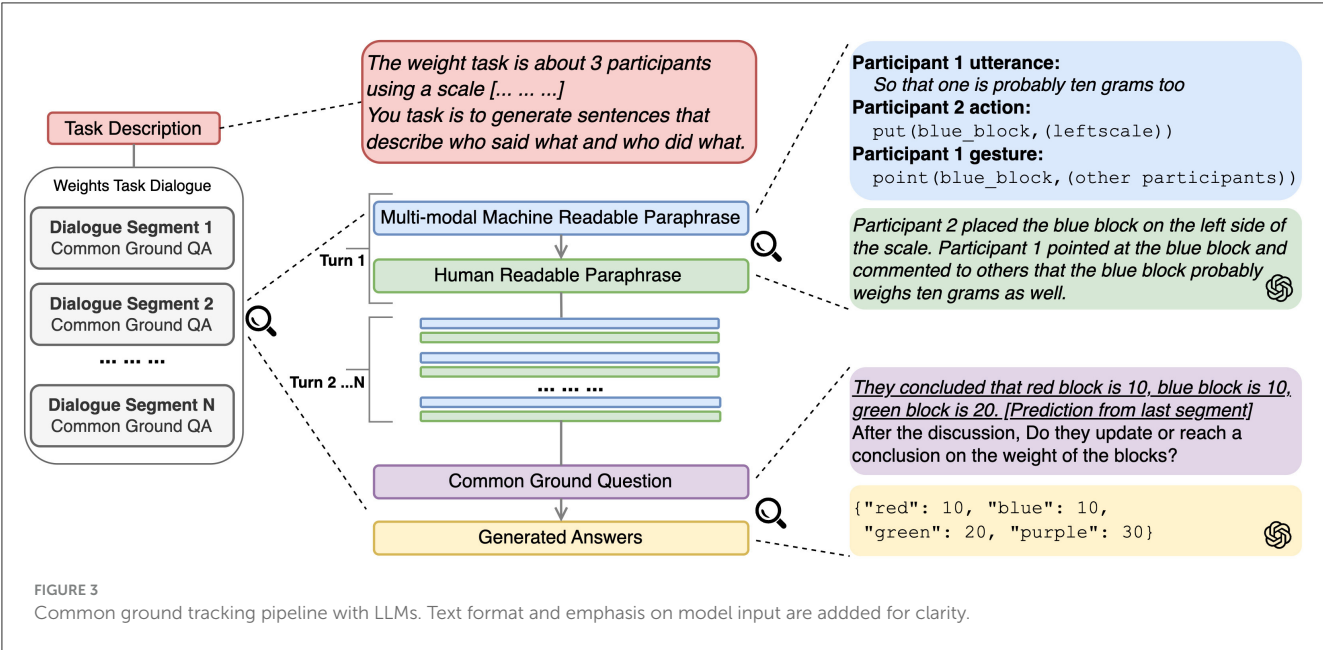 The weight task is about 3 participants
using a scale [... ... ...]
You task is to generate sentences that
describe who said what and who did what.
Task Description
Weights Task Dialogue
Dialogue Segment 1
Common Ground QA
Dialogue Segment 2
Common Ground QA
... ... ...
Dialogue Segment N
Common Ground QA
Turn 1
Multi-modal Machine Readable Paraphrase
Human Readable Paraphrase
Turn 2 ...N
... ... ...
Common Ground Question
Generated Answers
Participant 1 utterance:
So that one is probably ten grams too
Participant 2 action:
put(blue_block,(leftscale))
Participant 1 gesture:
point(blue_block,(other participants))
Participant 2 placed the blue block on the left side of
the scale. Participant 1 pointed at the blue block and
commented to others that the blue block probably
weighs ten grams as well.
They concluded that red block is 10, blue block is 10,
green block is 20. [Prediction from last segment]
After the discussion, Do they update or reach a
conclusion on the weight of the blocks?
{"red": 10, "blue": 10,
"green": 20, "purple": 30}
FIGURE 3
Common ground tracking pipeline with LLMs. Text format and emphasis on model input are addded for clarity.